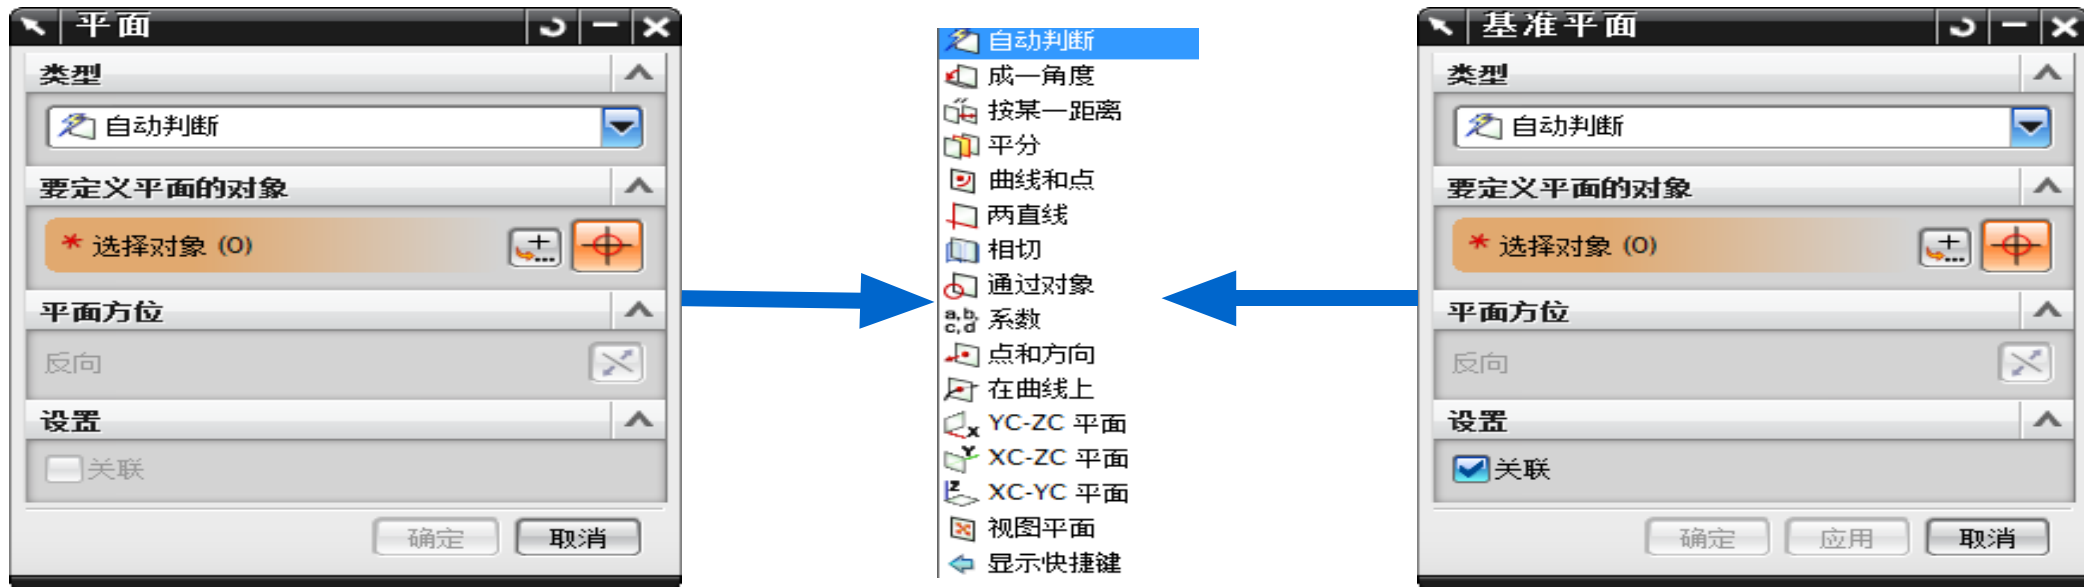 平面
类型
自动判断
要定义平面的对象
* 选择对象 (0)
平面方位
反向
设置
关联
确定 取消
自动判断
成一角度
按某一距离
平分
曲线和点
两直线
相切
通过对象
a,b,
c,d 系数
点和方向
在曲线上
YC-ZC 平面
XC-ZC 平面
XC-YC 平面
视图平面
显示快捷键
基准平面
类型
自动判断
要定义平面的对象
* 选择对象 (0)
平面方位
反向
设置
关联
确定 应用 取消